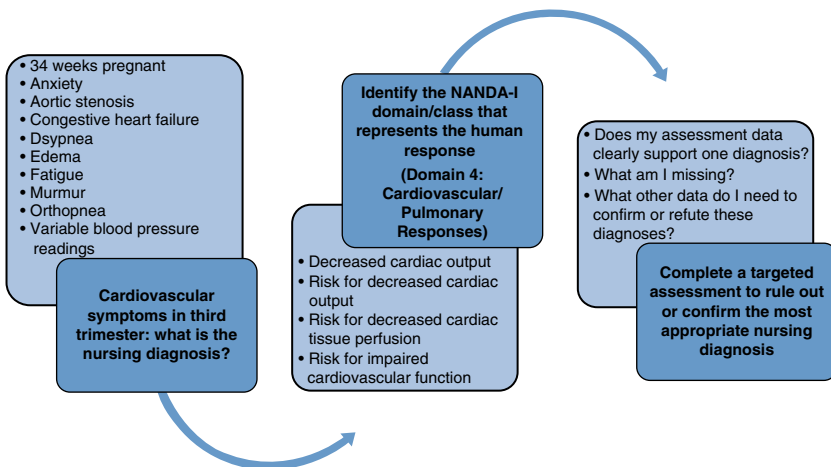 • 34 weeks pregnant
• Anxiety
• Aortic stenosis
• Congestive heart failure
• Dsypnea
• Edema
• Fatigue
• Murmur
• Orthopnea
• Variable blood pressure
readings
Cardiovascular
symptoms in third
trimester: what is the
nursing diagnosis?
Identify the NANDA-I
domain/class that
represents the human
response
(Domain 4:
Cardiovascular/
Pulmonary
Responses)
• Decreased cardiac output
• Risk for decreased cardiac
output
• Risk for decreased cardiac
tissue perfusion
• Risk for impaired
cardiovascular function
• Does my assessment data
clearly support one diagnosis?
• What am I missing?
• What other data do I need to
confirm or refute these
diagnoses?
Complete a targeted
assessment to rule out
or confirm the most
appropriate nursing
diagnosis